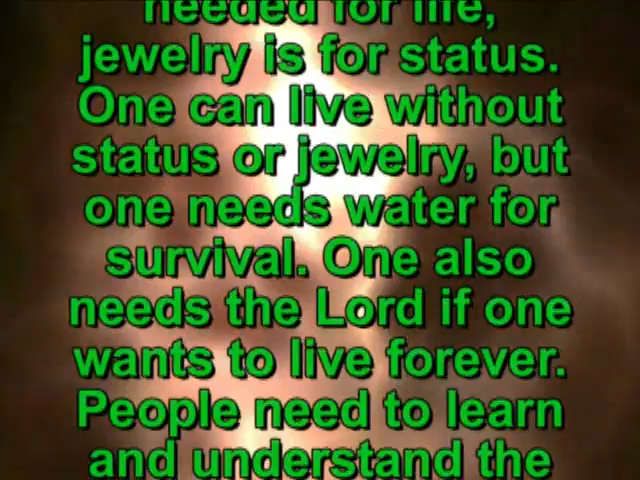 needed for life,
jewelry is for status.
One can live without
status or jewelry, but
one needs water for
survival. One also
needs the Lord if one
wants to live forever.
People need to learn
and understand the